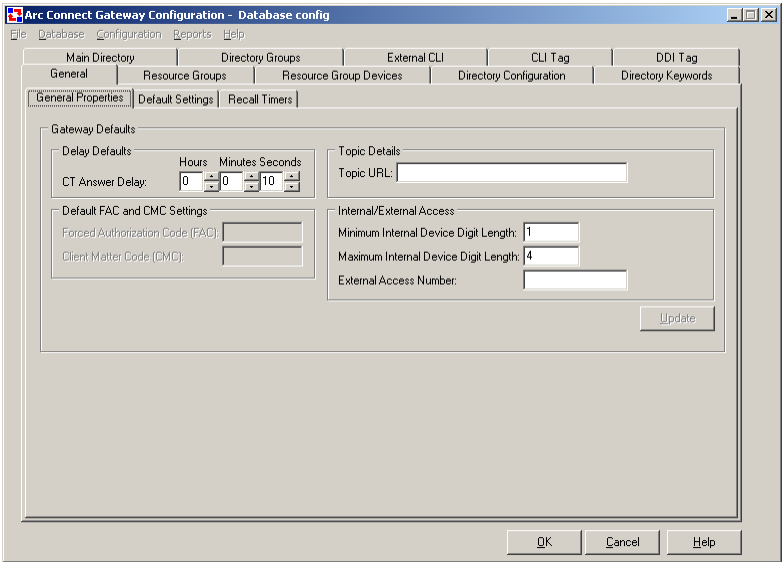 Arc Connect Gateway Configuration - Database config
File Database Configuration Reports Help
Main Directory Directory Groups External CLI CLI Tag DDI Tag
General Resource Groups Resource Group Devices Directory Configuration Directory Keywords
General Properties Default Settings Recall Timers
Gateway Defaults
Delay Defaults
Hours Minutes Seconds
CT Answer Delay: 0 0 10
Topic Details
Topic URL:
Default FAC and CMC Settings
Forced Authorization Code (FAC):
Client Matter Code (CMC):
Internal/External Access
Minimum Internal Device Digit Length: 1
Maximum Internal Device Digit Length: 4
External Access Number:
Update
OK Cancel Help